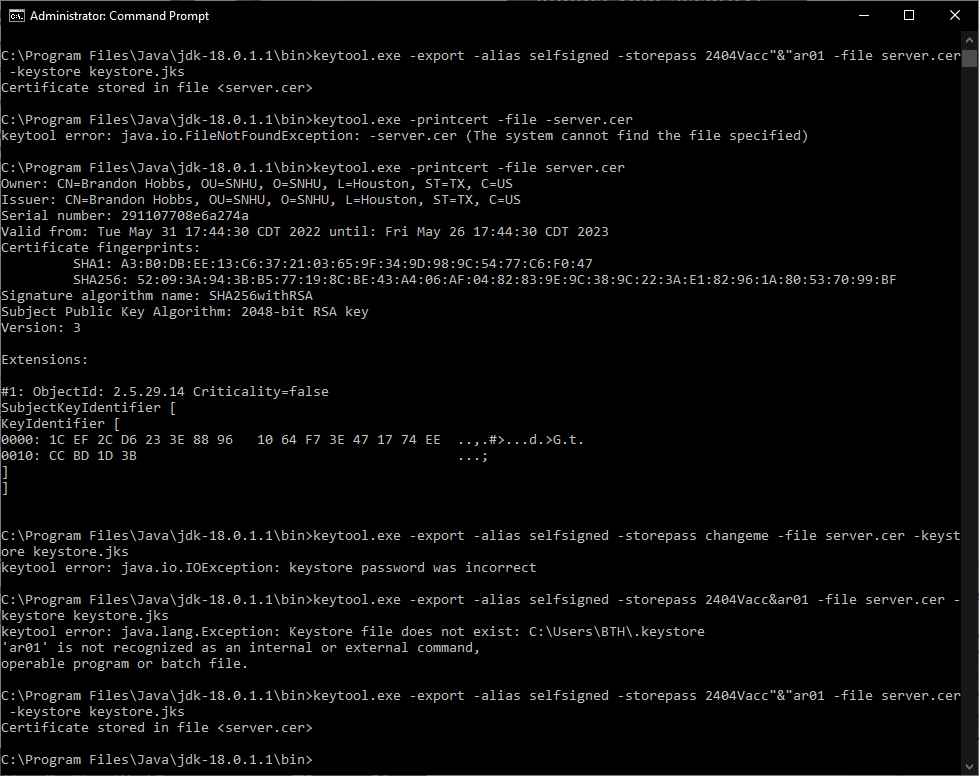 Administrator: Command Prompt
C:\Program Files\Java\jdk-18.0.1.1\bin>keytool.exe -export -alias selfsigned -storepass 2404Vacc"&"ar01 -file server.cer
 -keystore keystore.jks
Certificate stored in file <server.cer>
C:\Program Files\Java\jdk-18.0.1.1\bin>keytool.exe -printcert -file -server.cer
keytool error: java.io.FileNotFoundException: -server.cer (The system cannot find the file specified)
C:\Program Files\Java\jdk-18.0.1.1\bin>keytool.exe -printcert -file server.cer
Owner: CN=Brandon Hobbs, OU=SNHU, O=SNHU, L=Houston, ST=TX, C=US
Issuer: CN=Brandon Hobbs, OU=SNHU, O=SNHU, L=Houston, ST=TX, C=US
Serial number: 291107708e6a274a
Valid from: Tue May 31 17:44:30 CDT 2022 until: Fri May 26 17:44:30 CDT 2023
Certificate fingerprints:
         SHA1: A3:B0:DB:EE:13:C6:37:21:03:65:9F:34:9D:98:9C:54:77:C6:F0:47
         SHA256: 52:09:3A:94:3B:B5:77:19:8C:BE:43:A4:06:AF:04:82:83:9E:9C:38:9C:22:3A:E1:82:96:1A:80:53:70:99:BF
Signature algorithm name: SHA256withRSA
Subject Public Key Algorithm: 2048-bit RSA key
Version: 3
Extensions:
#1: ObjectId: 2.5.29.14 Criticality=false
SubjectKeyIdentifier [
KeyIdentifier [
0000: 1C EF 2C D6 23 3E 88 96   10 64 F7 3E 47 17 74 EE  ..,.#>...d.>G.t.
0010: CC BD 1D 3B                                        ...;
]
]
C:\Program Files\Java\jdk-18.0.1.1\bin>keytool.exe -export -alias selfsigned -storepass changeme -file server.cer -keyst
ore keystore.jks
keytool error: java.io.IOException: keystore password was incorrect
C:\Program Files\Java\jdk-18.0.1.1\bin>keytool.exe -export -alias selfsigned -storepass 2404Vacc&ar01 -file server.cer -
keystore keystore.jks
keytool error: java.lang.Exception: Keystore file does not exist: C:\Users\BTH\.keystore
'ar01' is not recognized as an internal or external command,
operable program or batch file.
C:\Program Files\Java\jdk-18.0.1.1\bin>keytool.exe -export -alias selfsigned -storepass 2404Vacc"&"ar01 -file server.cer
 -keystore keystore.jks
Certificate stored in file <server.cer>
C:\Program Files\Java\jdk-18.0.1.1\bin>